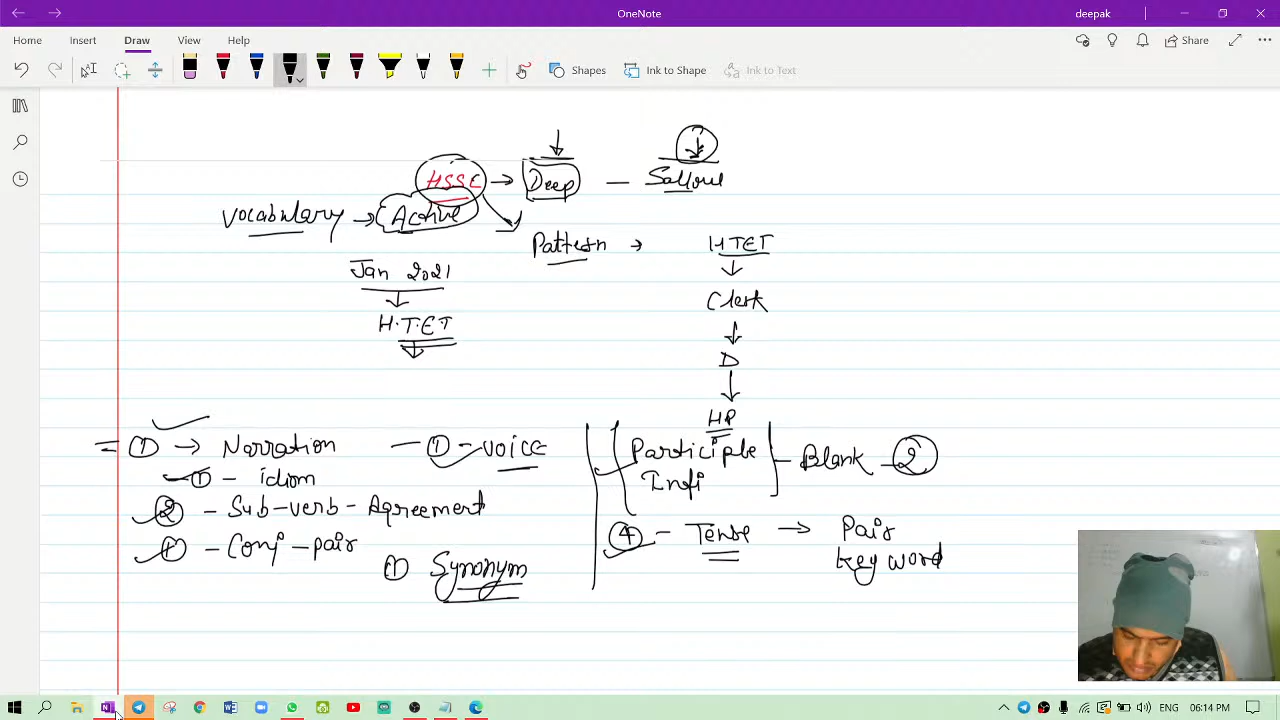 OneNote
deepak
Home Insert Draw View Help
Share
Shapes Ink to Shape Ink to Text
HSSC → Deep — Sallow
Vocabulary → Active
Pattern → HTET
Jan 2021
Clerk
H.T.E.T
D
HP
= ① → Narration — ① - voice
Participle
Infi
Blank - ②
① - idiom
② - Sub-verb-Agreement
④ - Tense → Pair
key word
① - Conj - pair
① Synonym
06:14 PM